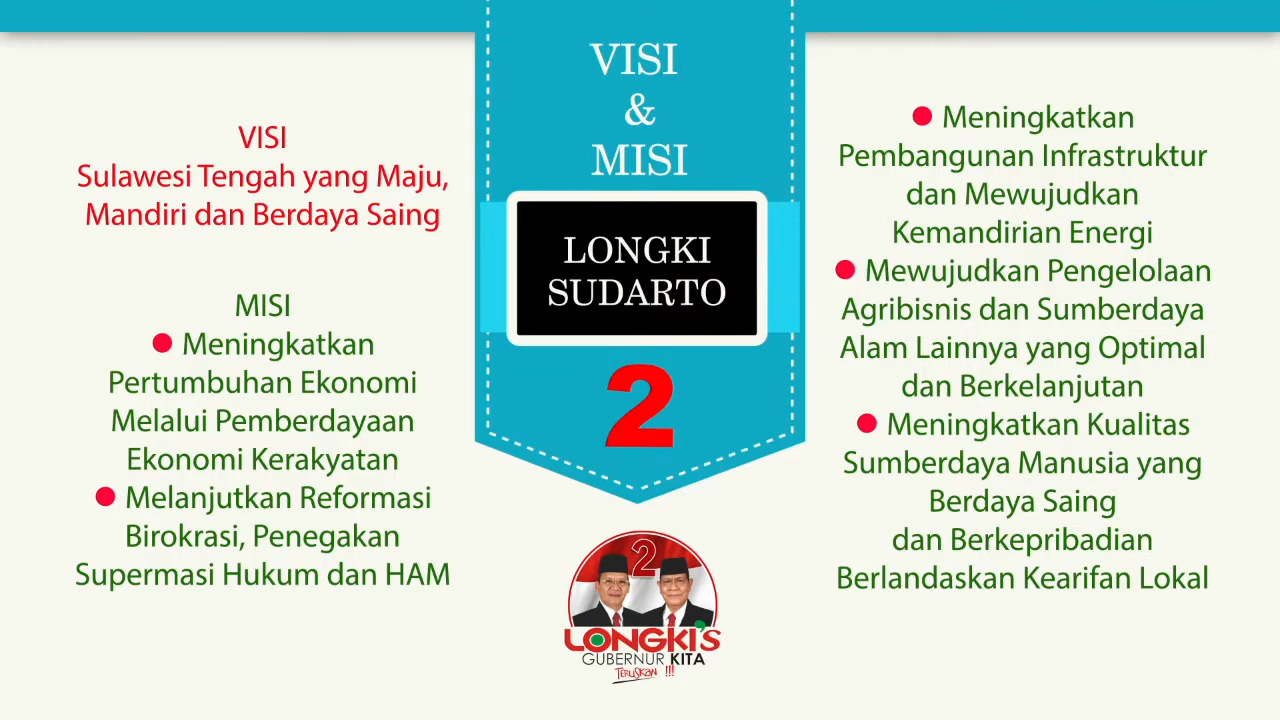 VISI
&
MISI
LONGKI
SUDARTO
2
VISI
Sulawesi Tengah yang Maju,
Mandiri dan Berdaya Saing
MISI
● Meningkatkan
Pertumbuhan Ekonomi
Melalui Pemberdayaan
Ekonomi Kerakyatan
● Melanjutkan Reformasi
Birokrasi, Penegakan
Supermasi Hukum dan HAM
● Meningkatkan
Pembangunan Infrastruktur
dan Mewujudkan
Kemandirian Energi
● Mewujudkan Pengelolaan
Agribisnis dan Sumberdaya
Alam Lainnya yang Optimal
dan Berkelanjutan
● Meningkatkan Kualitas
Sumberdaya Manusia yang
Berdaya Saing
dan Berkepribadian
Berlandaskan Kearifan Lokal
2
LONGKI'S
GUBERNUR KITA
TERUSKAN !!!